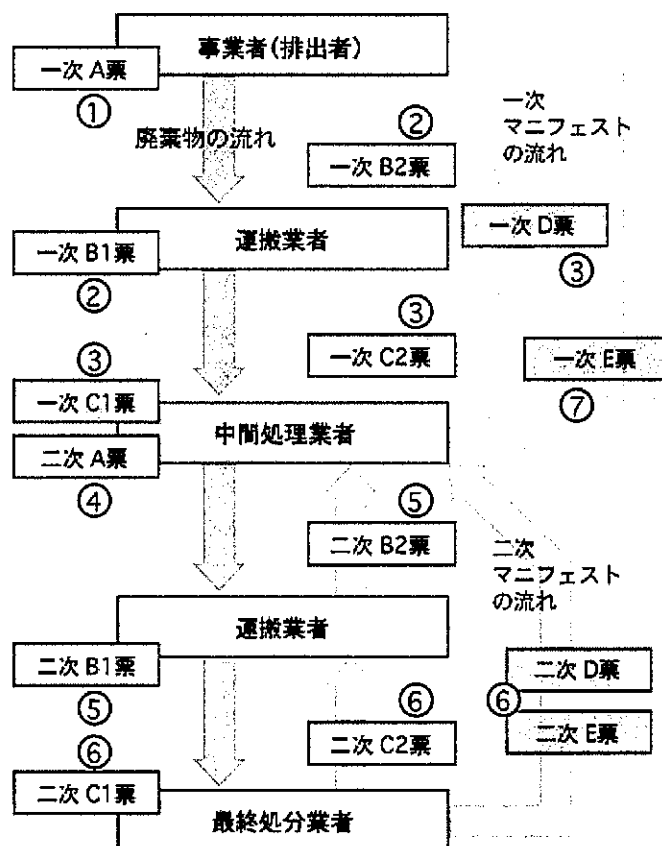 事業者(排出者)
一次 A票
①
廃棄物の流れ
②
一次 B2票
一次
マニフェスト
の流れ
運搬業者
一次 D票
③
一次 B1票
②
③
一次 C2票
一次 E票
⑦
③
一次 C1票
中間処理業者
二次 A票
④
⑤
二次 B2票
二次
マニフェスト
の流れ
運搬業者
二次 B1票
⑤
二次 D票
⑥
二次 E票
⑥
二次 C2票
⑥
二次 C1票
最終処分業者